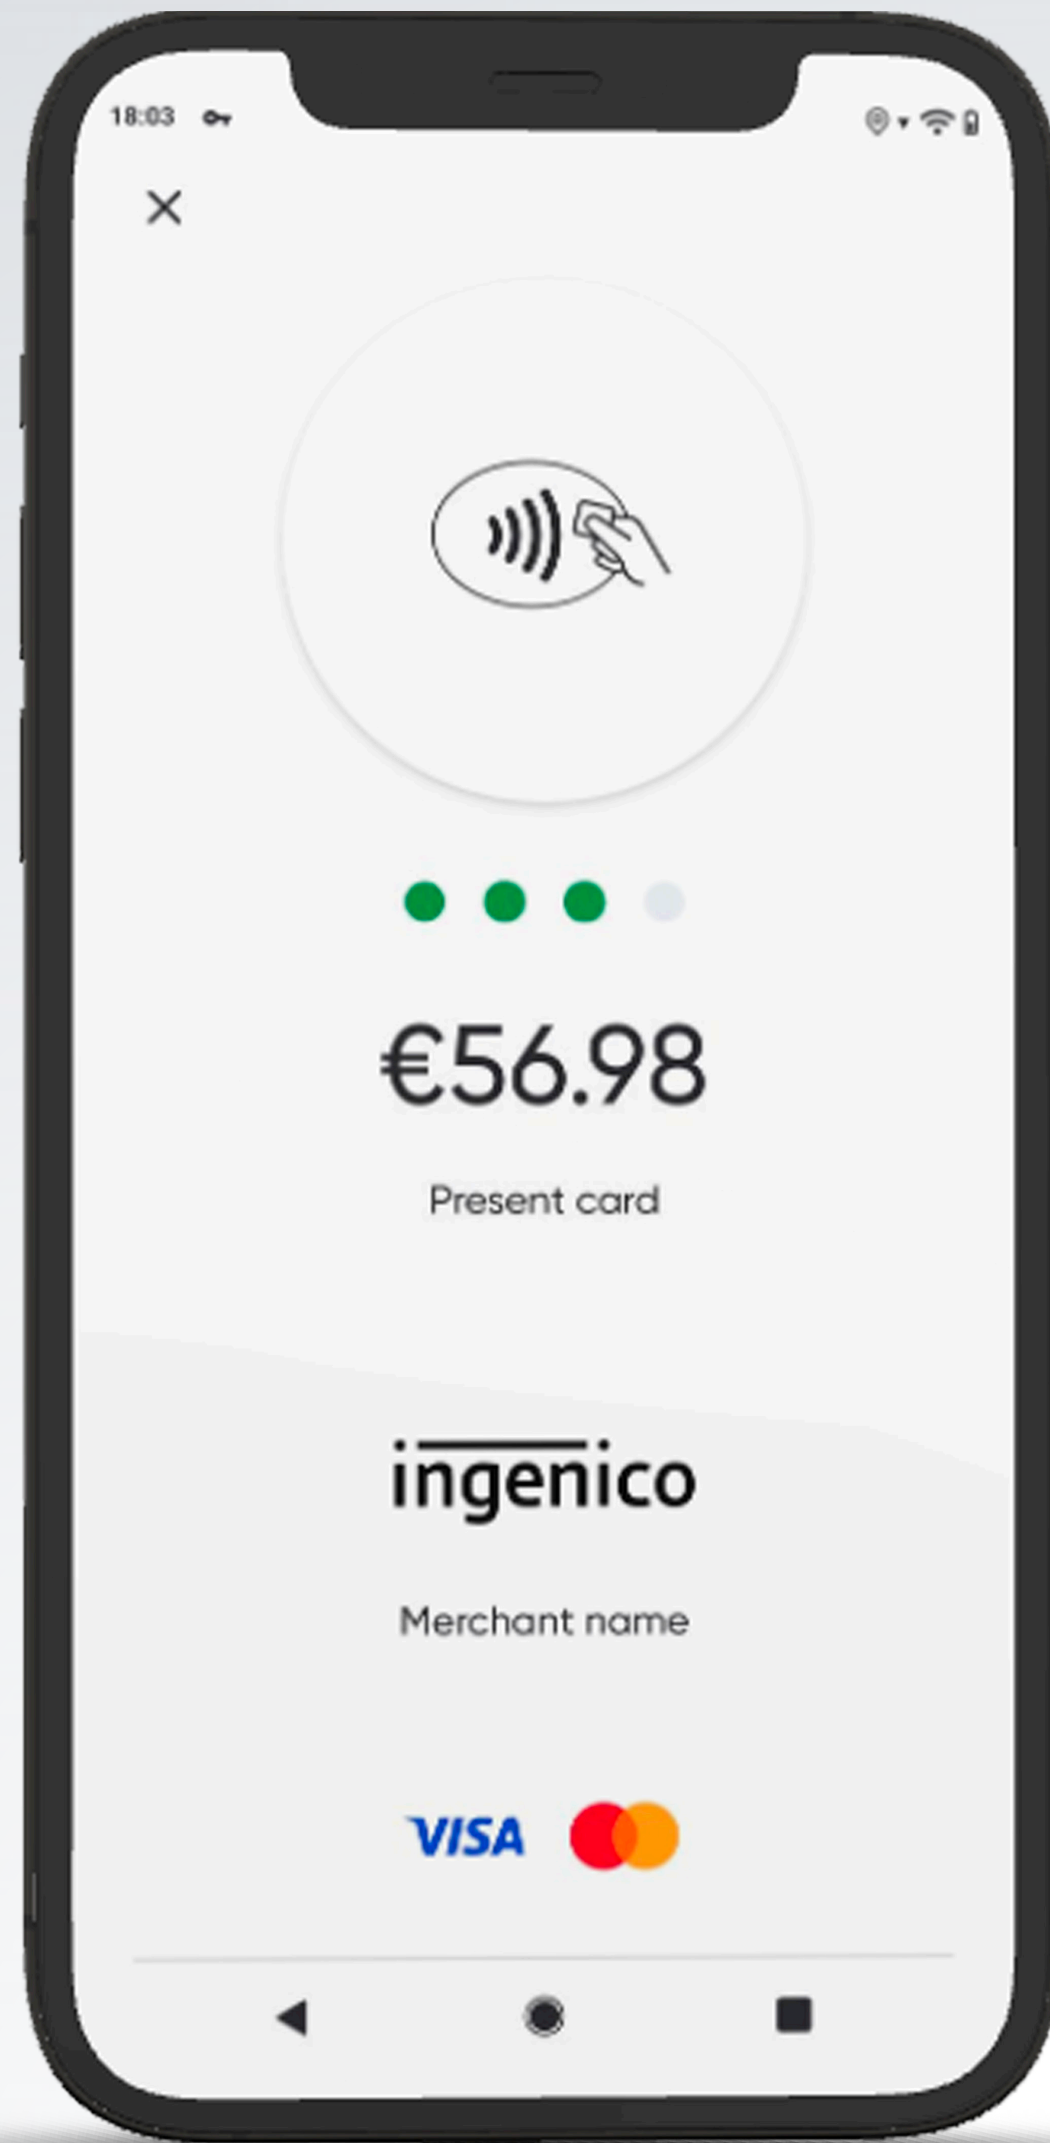 18:03
€56.98
Present card
ingenico
Merchant name
VISA